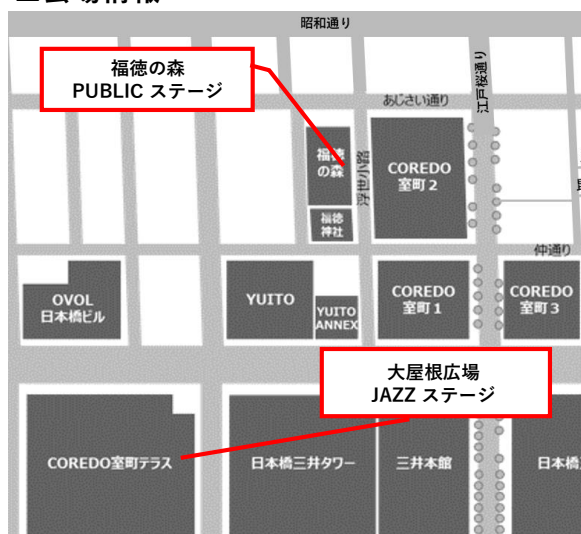 昭和通り
福徳の森
PUBLIC ステージ
あじさい通り
江戸桜通り
福徳
の森
浮世小路
COREDO
室町2
福徳
神社
仲通り
OVOL
日本橋ビル
YUITO
YUITO
ANNEX
COREDO
室町1
COREDO
室町3
大屋根広場
JAZZ ステージ
COREDO室町テラス
日本橋三井タワー
三井本館
日本橋